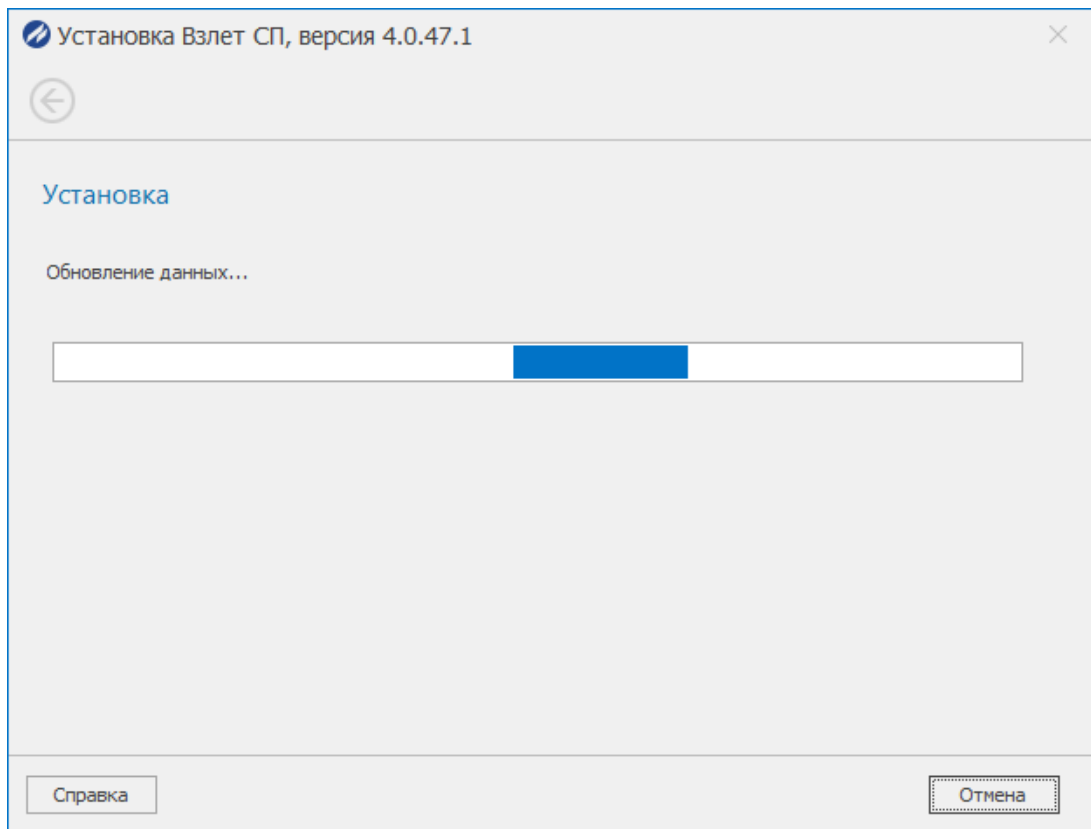 Установка Взлет СП, версия 4.0.47.1
Установка
Обновление данных...
Справка
Отмена